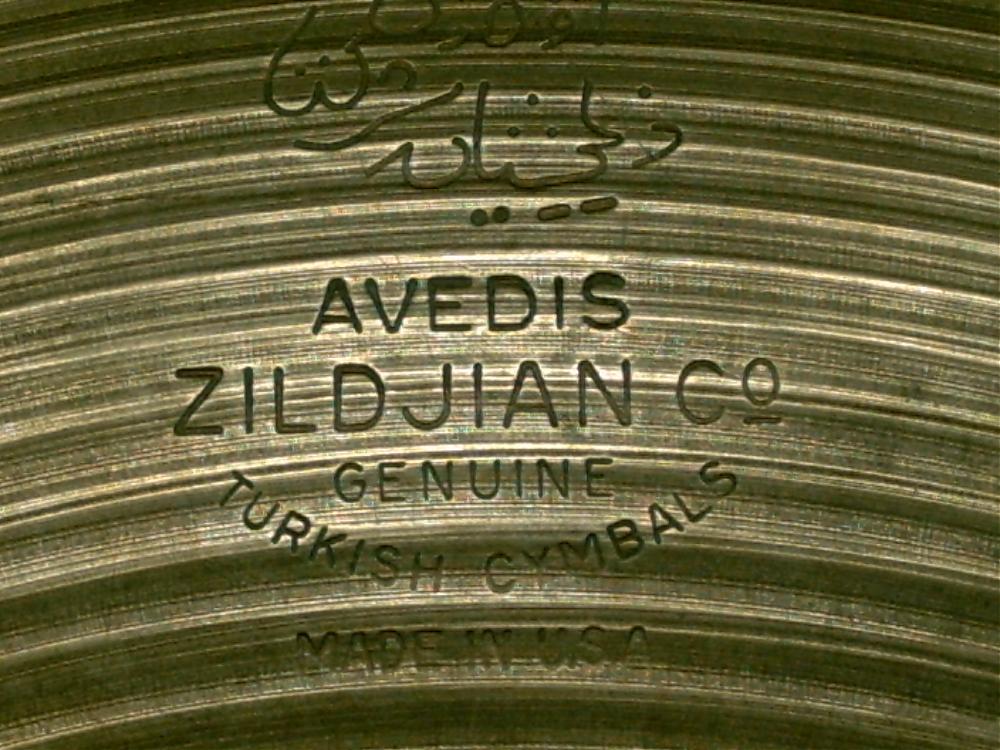 AVEDIS
ZILDJIAN Cº
GENUINE
TURKISH CYMBALS
MADE IN U.S.A